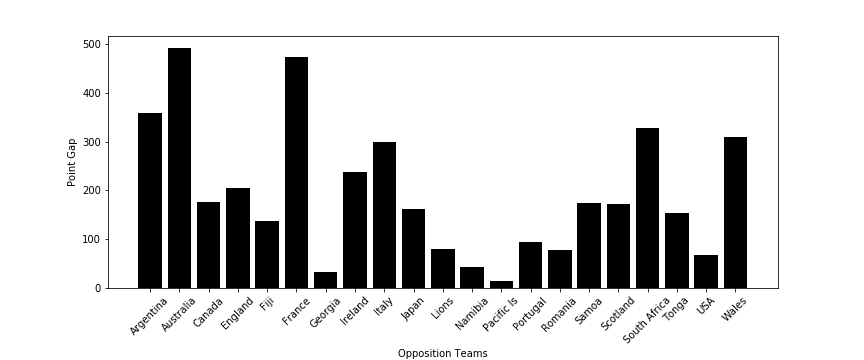 500
400
300
200
100
0
Point Gap
Argentina
Australia
Canada
England
Fiji
France
Georgia
Ireland
Italy
Japan
Lions
Namibia
Pacific Is
Portugal
Romania
Samoa
Scotland
South Africa
Tonga
USA
Wales
Opposition Teams